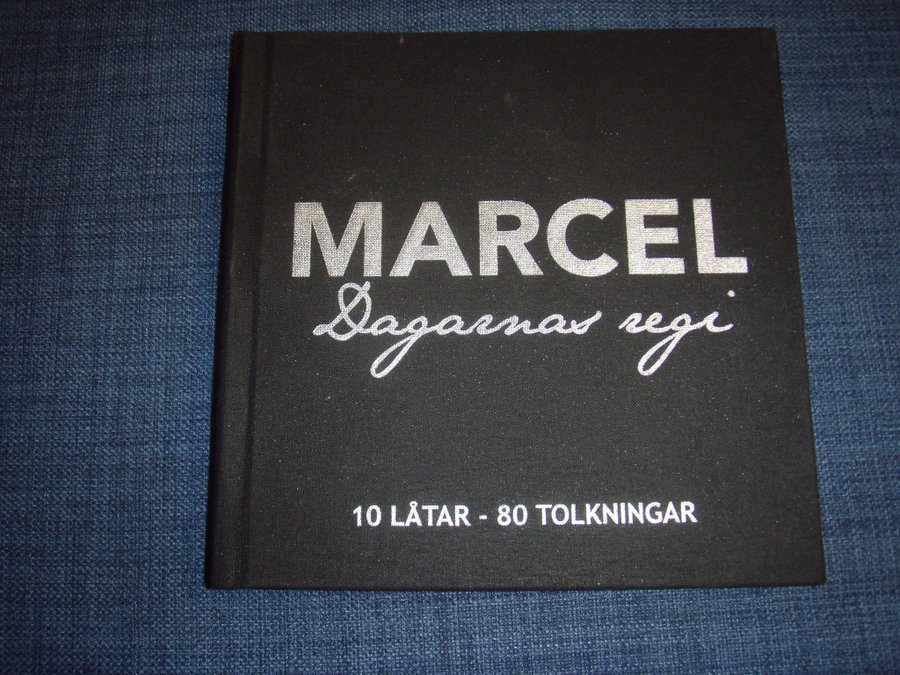 MARCEL
Dagarnas regi
10 LÅTAR - 80 TOLKNINGAR